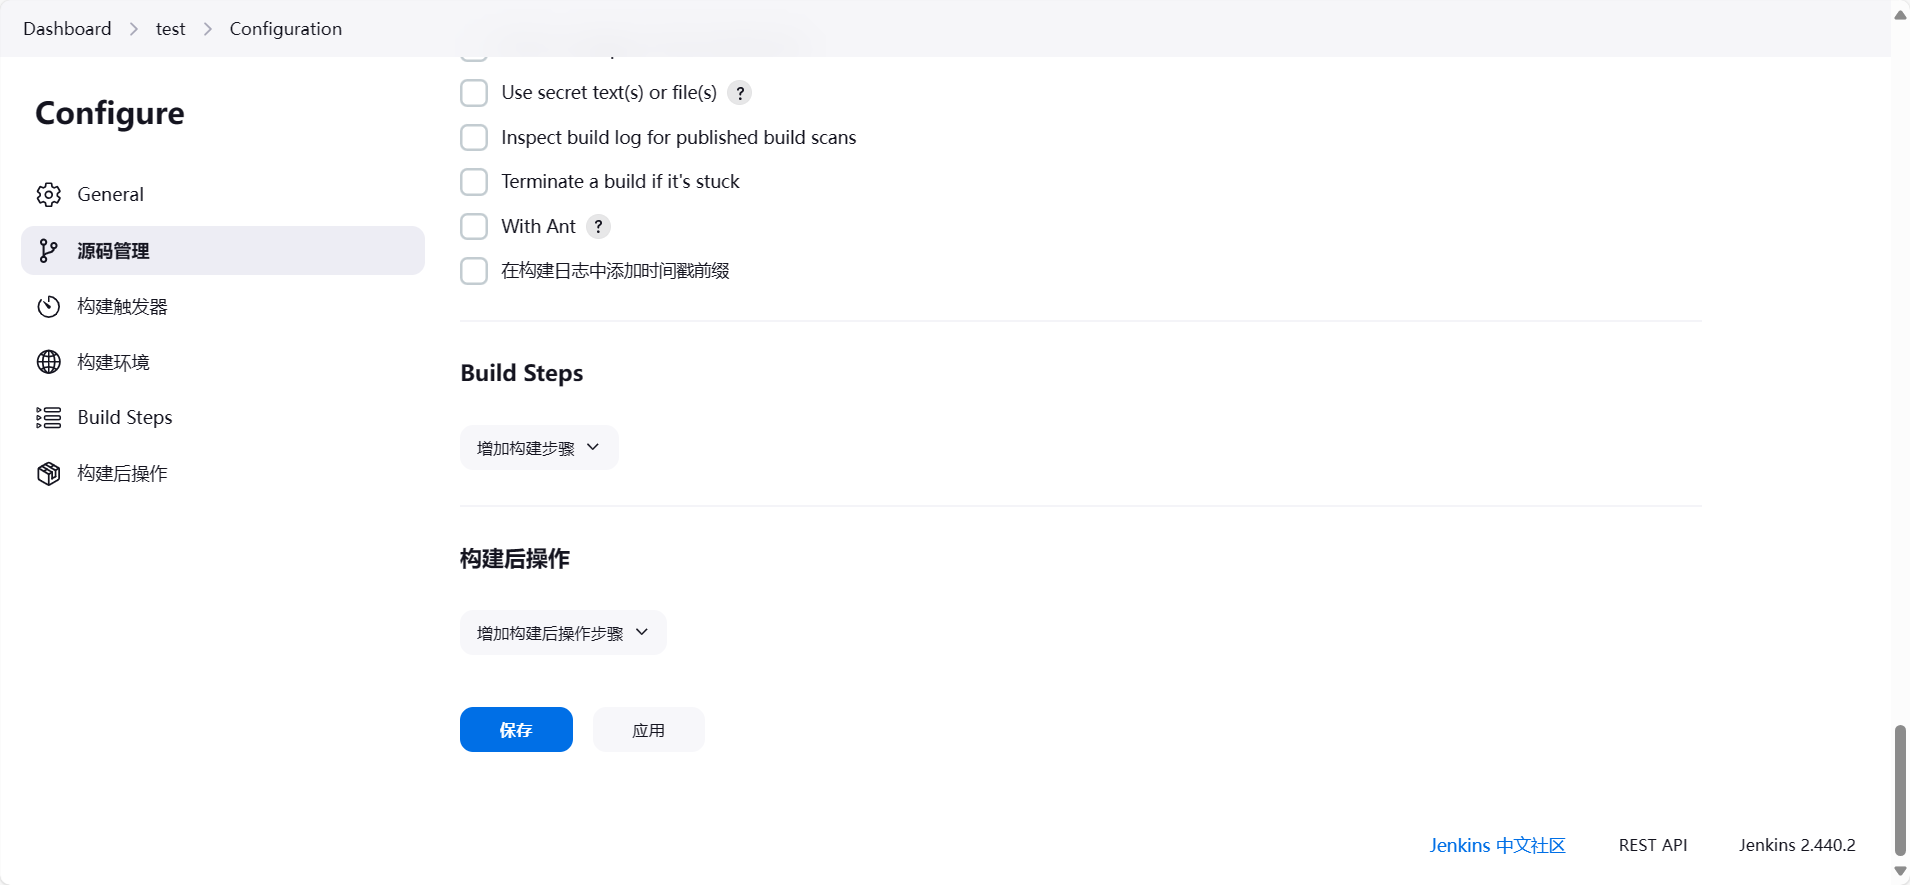 Dashboard > test > Configuration
Configure
General
源码管理
构建触发器
构建环境
Build Steps
构建后操作
Use secret text(s) or file(s) ?
Inspect build log for published build scans
Terminate a build if it's stuck
With Ant ?
在构建日志中添加时间戳前缀
Build Steps
增加构建步骤
构建后操作
增加构建后操作步骤
保存 应用
Jenkins 中文社区 REST API Jenkins 2.440.2